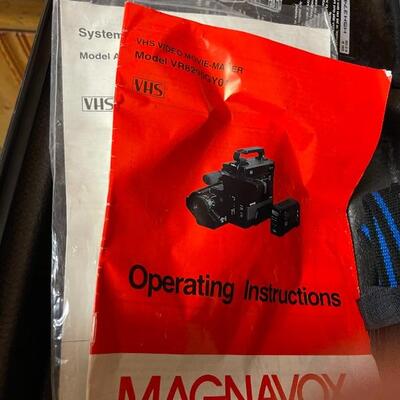 System
Model A
VHS
VHS VIDEO MOVIE-MAKER
VHS
Operating Instructions
MAGNAVOX